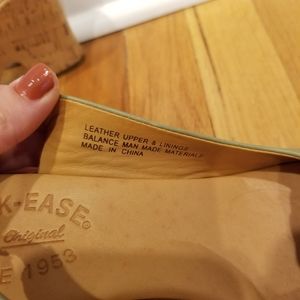 LEATHER UPPER & LININGS
BALANCE MAN MADE MATERIALS
MADE IN CHINA
K-EASE®
Original
E 1953